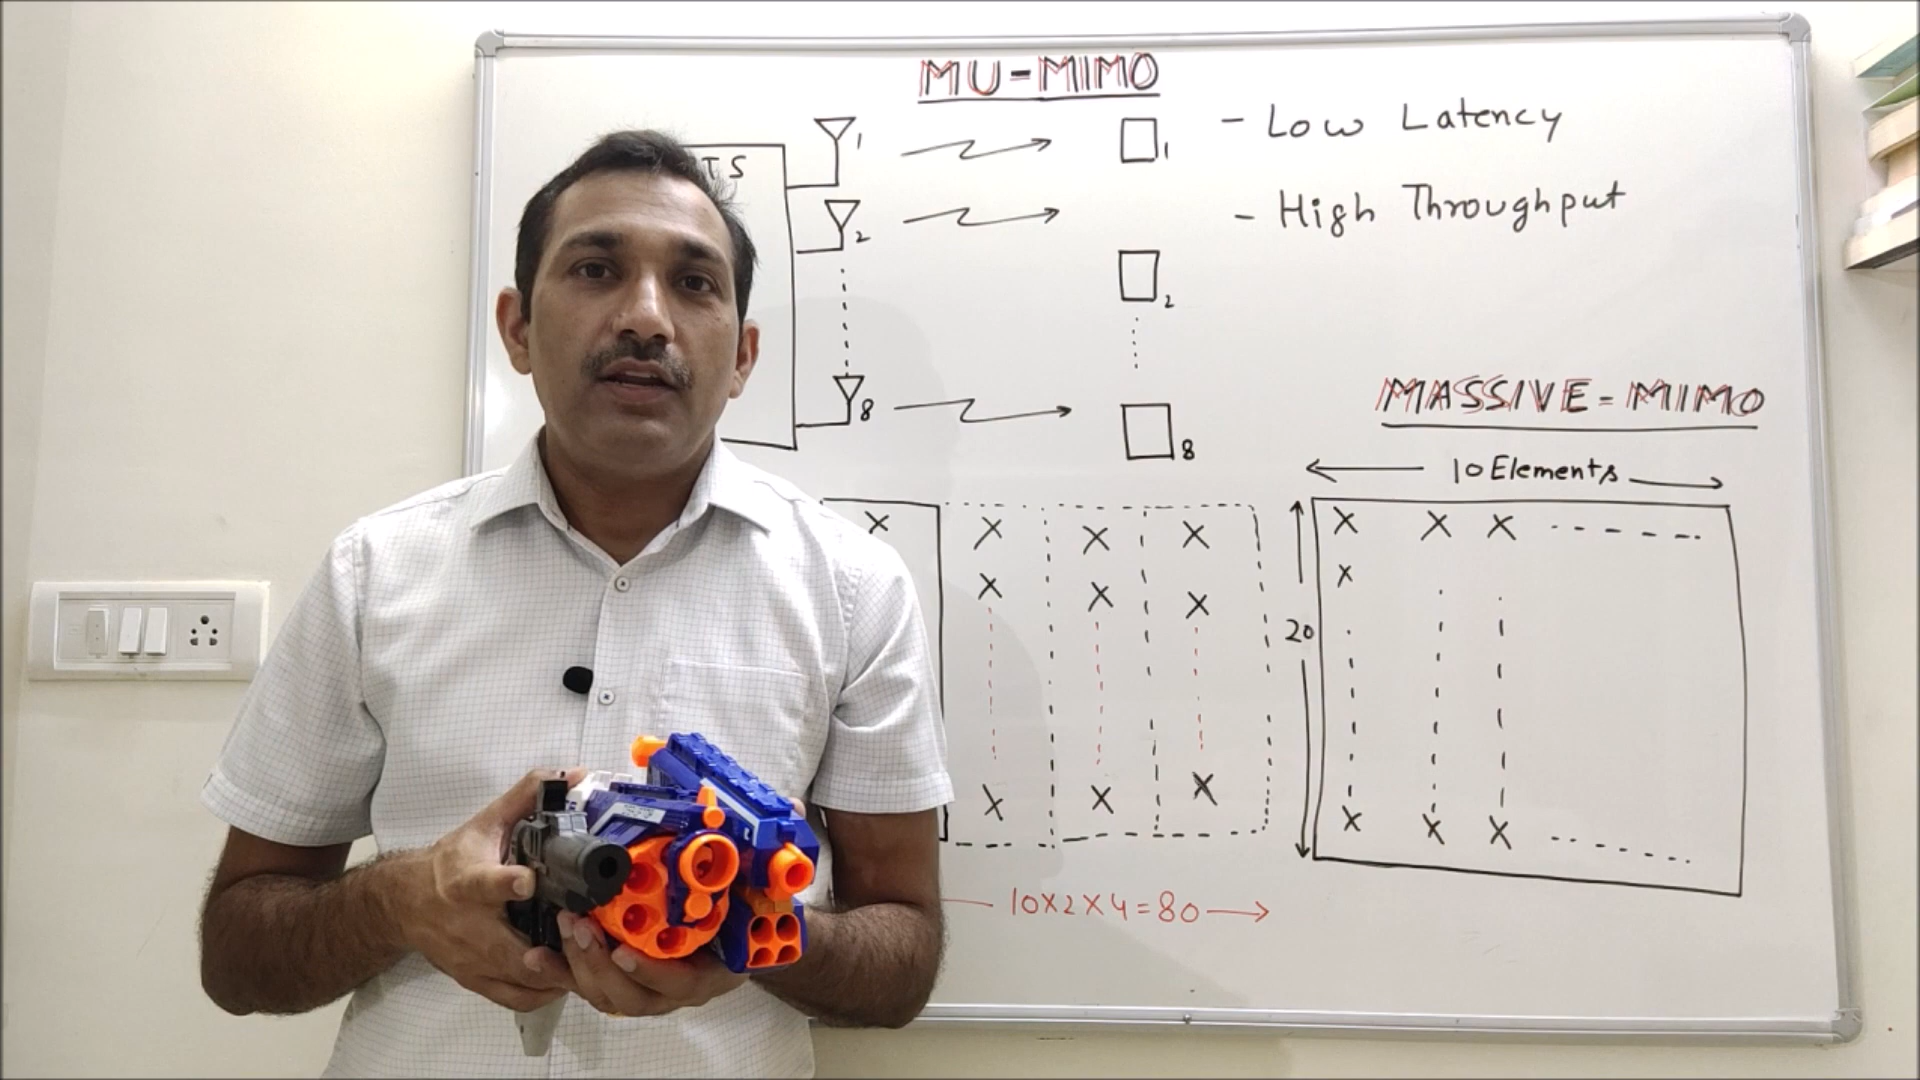 MU-MIMO
TS
1
1
- Low Latency
2
- High Throughput
2
8
8
MASSIVE-MIMO
10 Elements
X X X X X X X
X X X X
20
X X X X X X
10X2X4=80